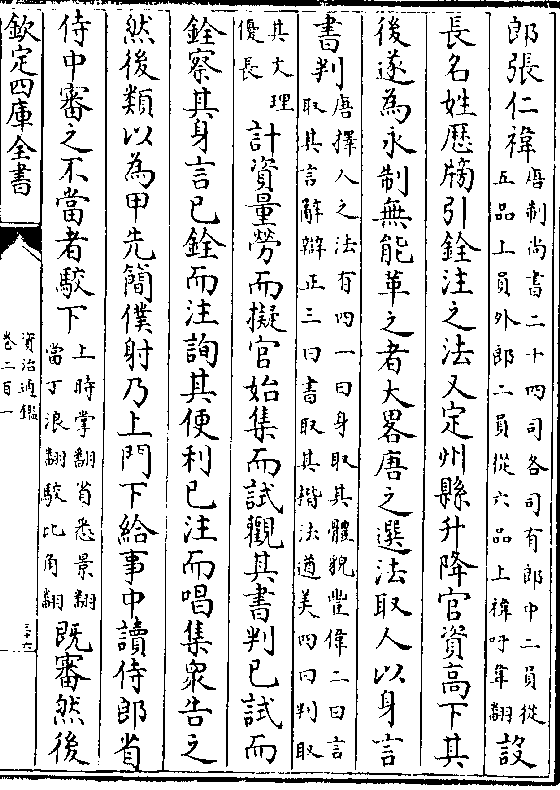 郎張仁禕唐制尚書二十四司各司有郎中二員從
五品上員外郎二員從六品上禕吁韋翻設
長名姓歴牓引銓注之法又定州縣升降官資高下其
後遂為永制無能革之者大畧唐之選法取人以身言
書判唐擇人之法有四一曰身取其體貌豐偉二曰言
取其言辭辯正三曰書取其楷法遒美四曰判取
其文理
優長計資量勞而擬官始集而試觀其書判已試而
銓察其身言已銓而注詢其便利已注而唱集衆告之
然後類以為甲先簡僕射乃上門下給事中讀侍郎省
侍中審之不當者駮下上時掌翻省悉景翻
當丁浪翻駮比角翻既審然後
欽定四庫全書
資治通鑑
卷二百一
三十六